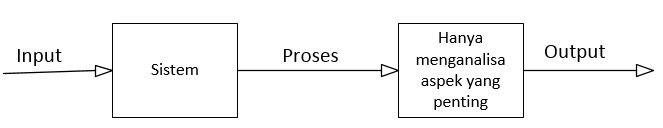 Input
Sistem
Proses
Hanya
menganalisa
aspek yang
penting
Output